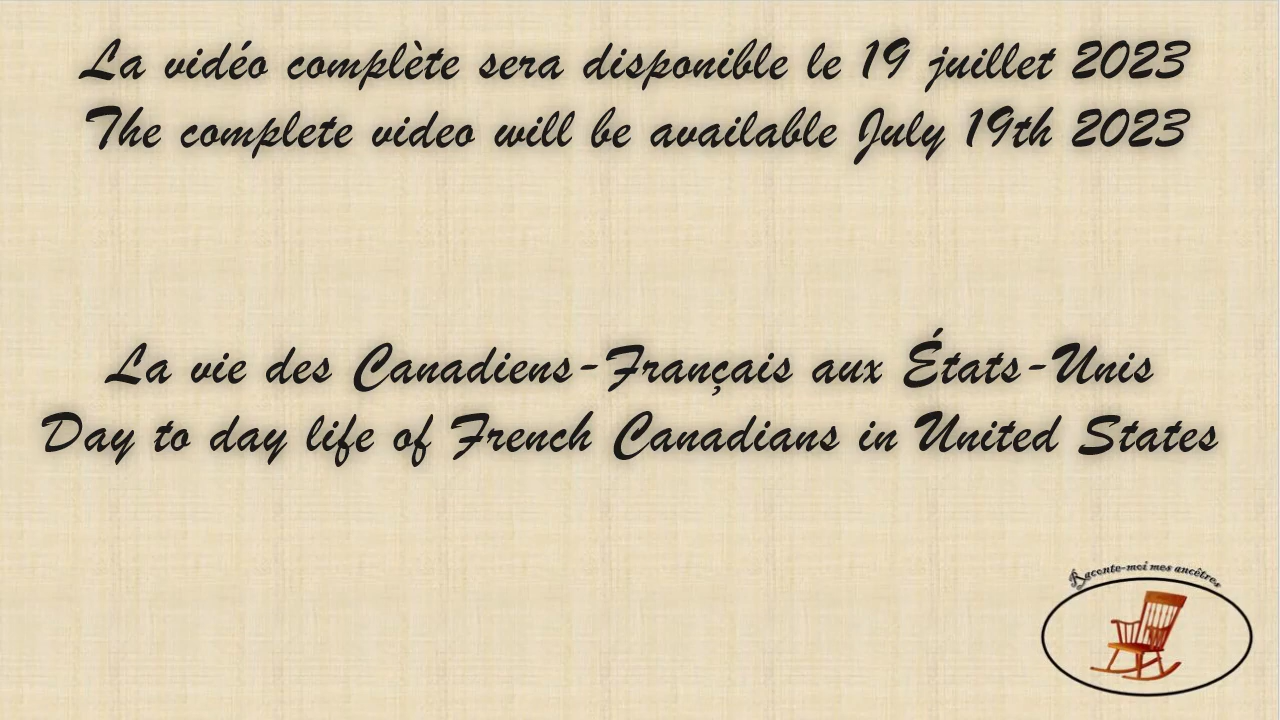 La vidéo complète sera disponible le 19 juillet 2023
The complete video will be available July 19th 2023
La vie des Canadiens-Français aux États-Unis
Day to day life of French Canadians in United States
Raconte-moi mes ancêtres